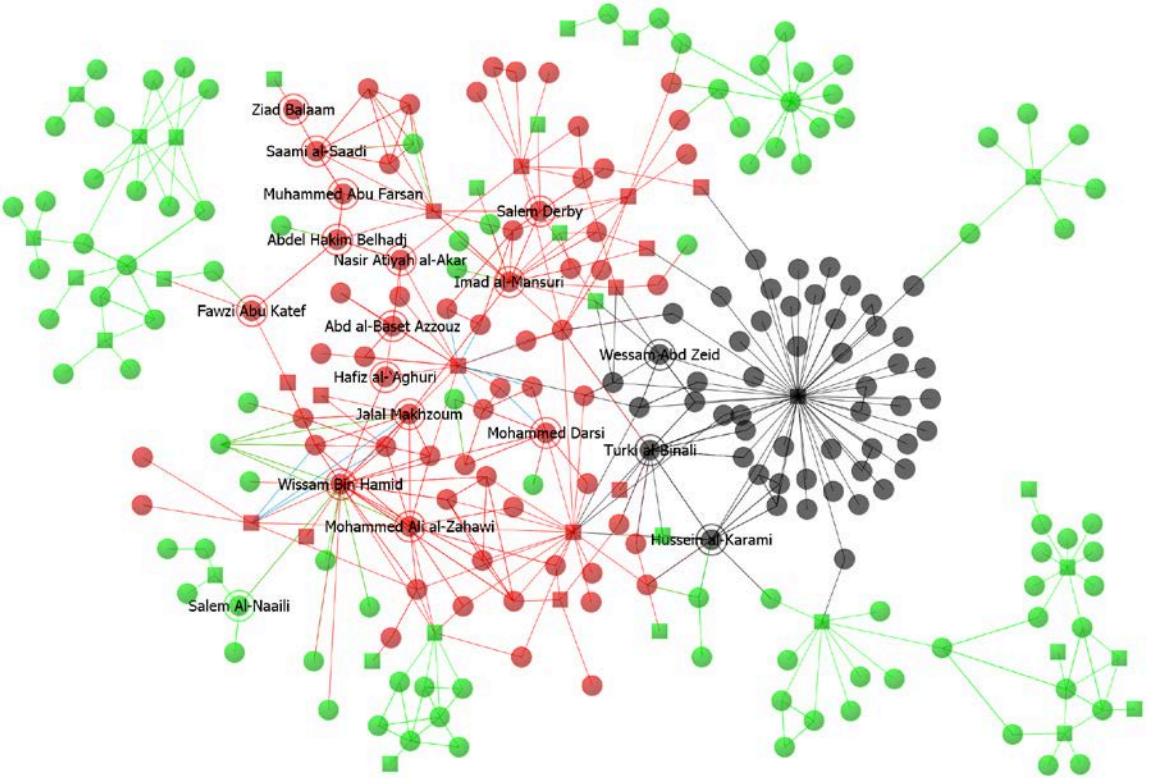 Ziad Balaam
Saami al-Saadi
Muhammed Abu Farsan
Salem Derby
Abdel Hakim Belhadj
Nasir Atiyah al-Akar
Imad al-Mansuri
Fawzi Abu Katef
Abd al-Baset Azzouz
Wessam Abd Zeid
Hafiz al-'Aghuri
Jalal Makhzoum
Mohammed Darsi
Turki al-Binali
Wissam Bin Hamid
Mohammed Ali al-Zahawi
Hussein al-Karami
Salem Al-Naaili